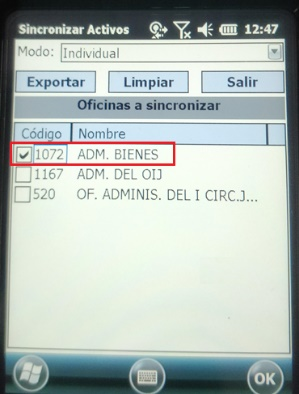 Sincronizar Activos 12:47
Modo: Individual
Exportar Limpiar Salir
Oficinas a sincronizar
Código Nombre
1072 ADM. BIENES
1167 ADM. DEL OIJ
520 OF. ADMINIS. DEL I CIRC.J...
OK